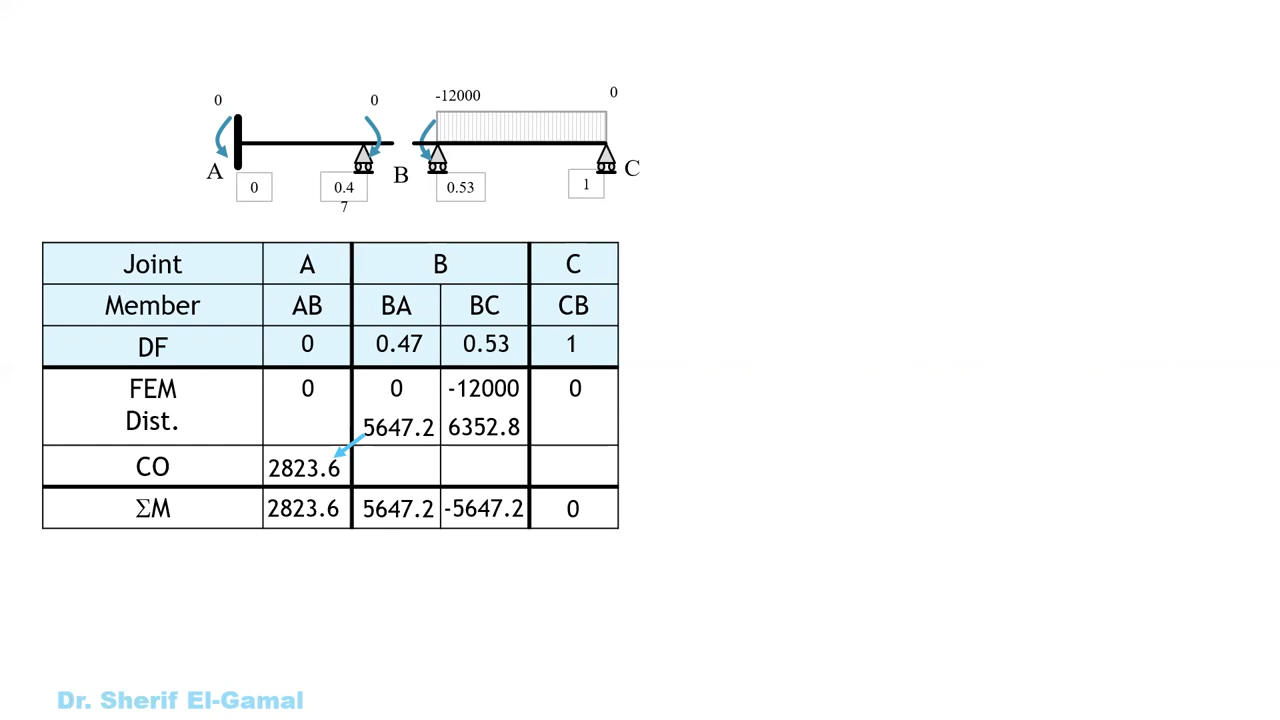 0 0 -12000 0
A B C
0 0.4
7 0.53 1
Joint A B C
Member AB BA BC CB
DF 0 0.47 0.53 1
FEM 0 0 -12000 0
Dist. 5647.2 6352.8
CO 2823.6
ΣM 2823.6 5647.2 -5647.2 0
Dr. Sherif El-Gamal